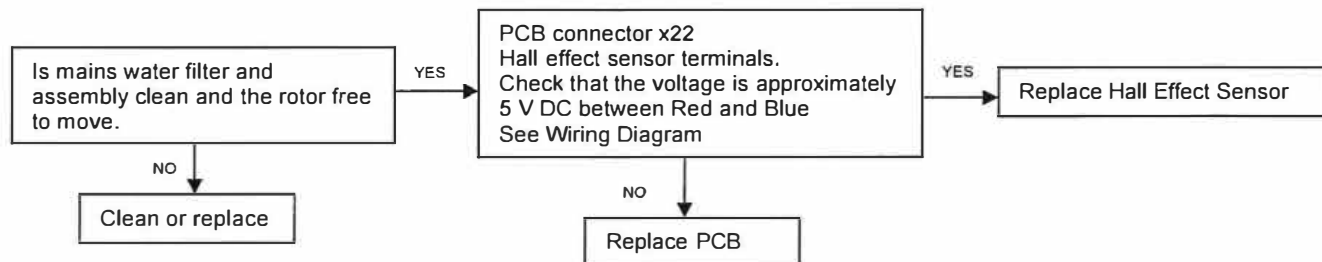 Is mains water filter and
assembly clean and the rotor free
to move.
YES
NO
Clean or replace
PCB connector x22
Hall effect sensor terminals.
Check that the voltage is approximately
5 V DC between Red and Blue
See Wiring Diagram
YES
NO
Replace PCB
Replace Hall Effect Sensor